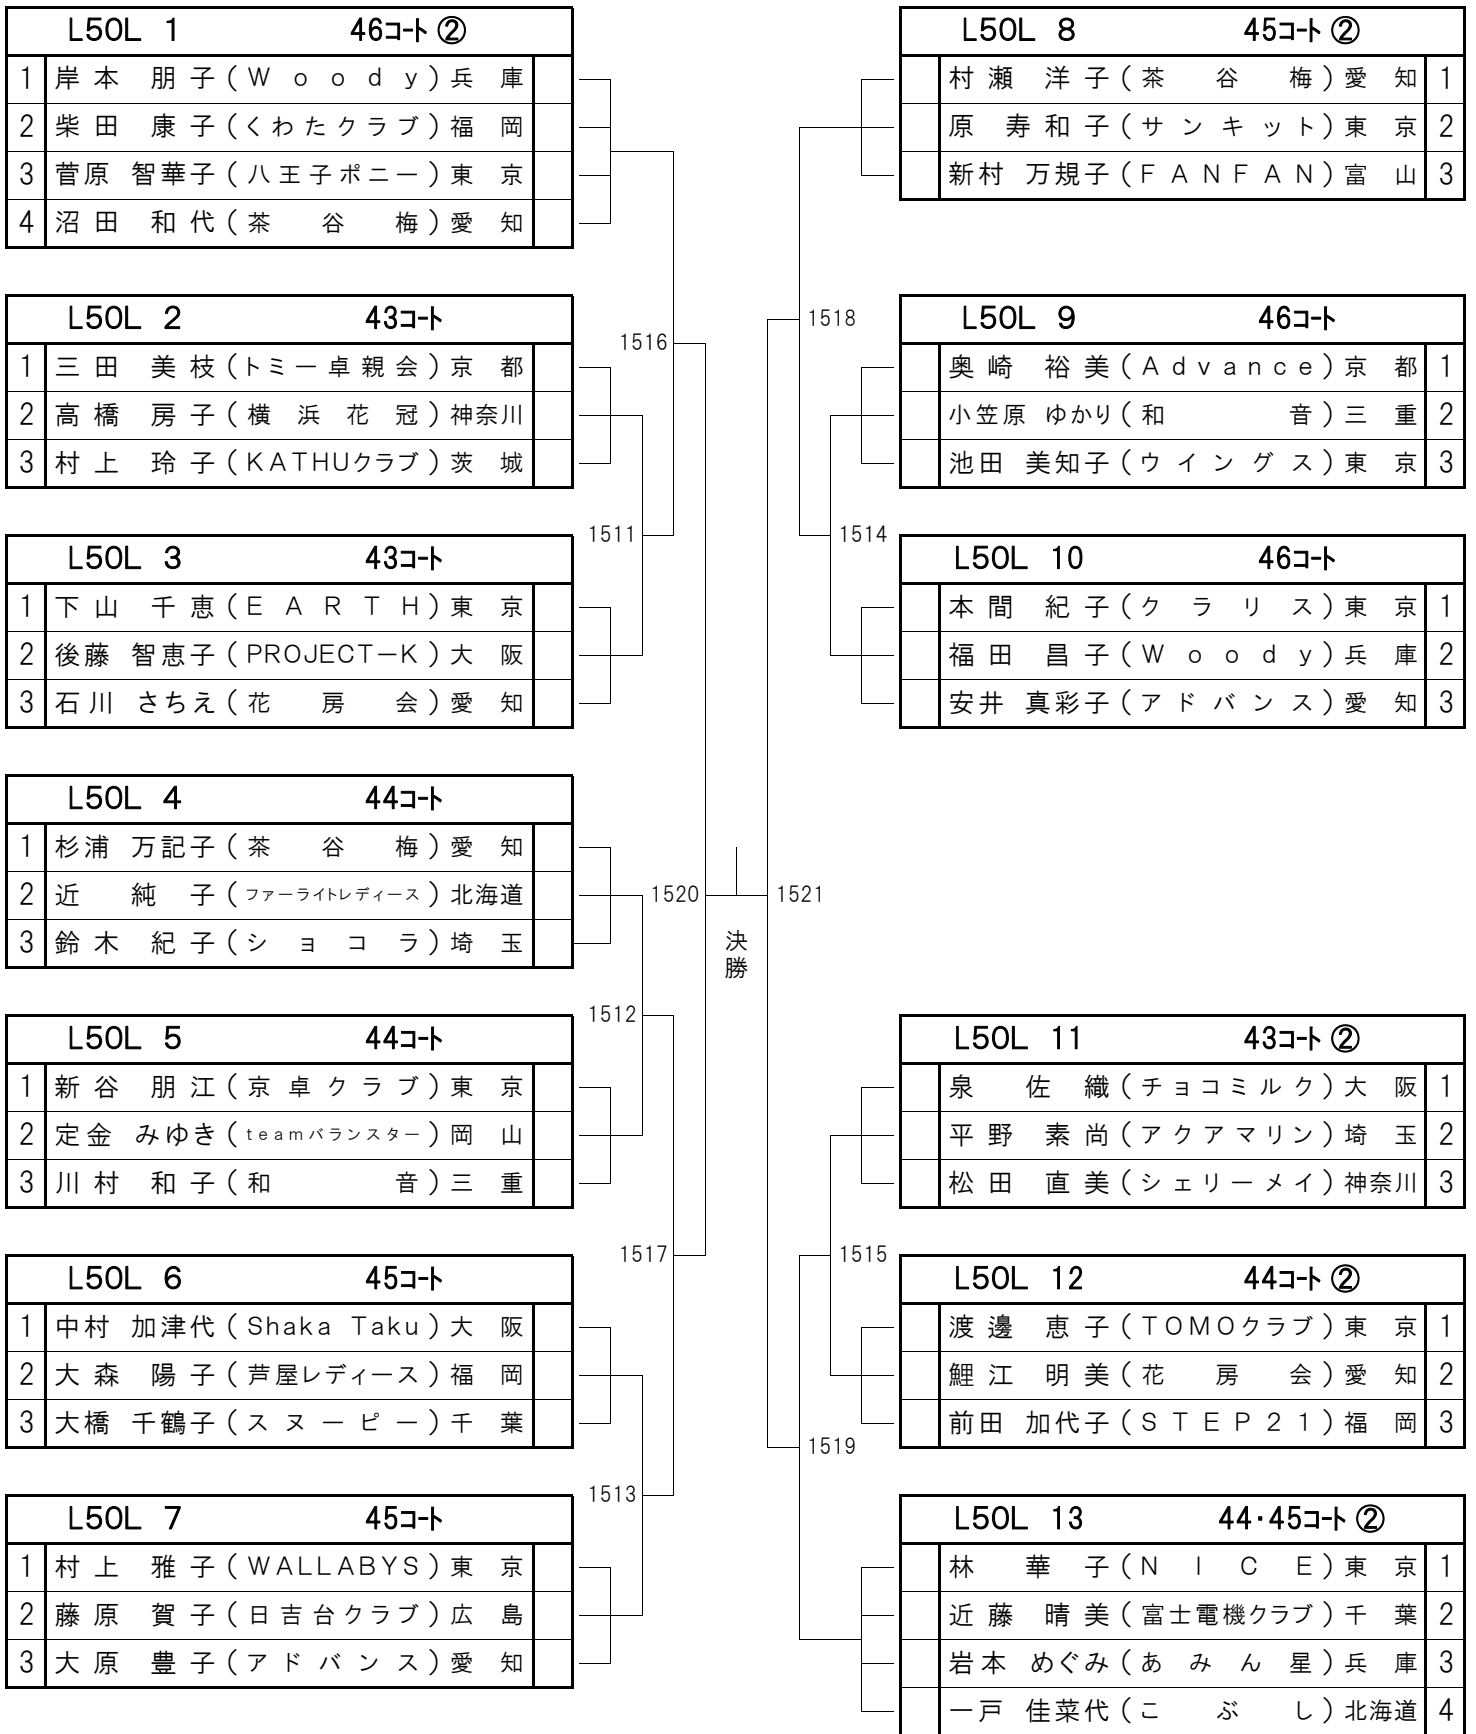 L50L 1 46コート ②
1 岸本 朋子 (Woody) 兵庫
2 柴田 康子 (くわたクラブ) 福岡
3 菅原 智華子 (八王子ポニー) 東京
4 沼田 和代 (茶谷梅) 愛知
L50L 2 43コート
1 三田 美枝 (トミー卓親会) 京都
2 高橋 房子 (横浜花冠) 神奈川
3 村上 玲子 (KATHUクラブ) 茨城
L50L 3 43コート
1 下山 千恵 (EARTH) 東京
2 後藤 智恵子 (PROJECT-K) 大阪
3 石川 さちえ (花房会) 愛知
L50L 4 44コート
1 杉浦 万記子 (茶谷梅) 愛知
2 近 純子 (ファーライトレディース) 北海道
3 鈴木 紀子 (ショコラ) 埼玉
L50L 5 44コート
1 新谷 朋江 (京卓クラブ) 東京
2 定金 みゆき (teamバランスター) 岡山
3 川村 和子 (和音) 三重
L50L 6 45コート
1 中村 加津代 (Shaka Taku) 大阪
2 大森 陽子 (芦屋レディース) 福岡
3 大橋 千鶴子 (スヌーピー) 千葉
L50L 7 45コート
1 村上 雅子 (WALLABYS) 東京
2 藤原 賀子 (日吉台クラブ) 広島
3 大原 豊子 (アドバンス) 愛知
1516
1511
1520
1512
1517
1513
決勝
1518
1514
1521
1515
1519
L50L 8 45コート ②
村瀬 洋子 (茶谷梅) 愛知 1
原 寿和子 (サンキット) 東京 2
新村 万規子 (FANFAN) 富山 3
L50L 9 46コート
奥崎 裕美 (Advance) 京都 1
小笠原 ゆかり (和音) 三重 2
池田 美知子 (ウイングス) 東京 3
L50L 10 46コート
本間 紀子 (クラリス) 東京 1
福田 昌子 (Woody) 兵庫 2
安井 真彩子 (アドバンス) 愛知 3
L50L 11 43コート ②
泉 佐織 (チョコミルク) 大阪 1
平野 素尚 (アクアマリン) 埼玉 2
松田 直美 (シェリーメイ) 神奈川 3
L50L 12 44コート ②
渡邊 恵子 (TOMOクラブ) 東京 1
鯉江 明美 (花房会) 愛知 2
前田 加代子 (STEP21) 福岡 3
L50L 13 44・45コート ②
林 華子 (NICE) 東京 1
近藤 晴美 (富士電機クラブ) 千葉 2
岩本 めぐみ (あみん星) 兵庫 3
一戸 佳菜代 (こぶし) 北海道 4